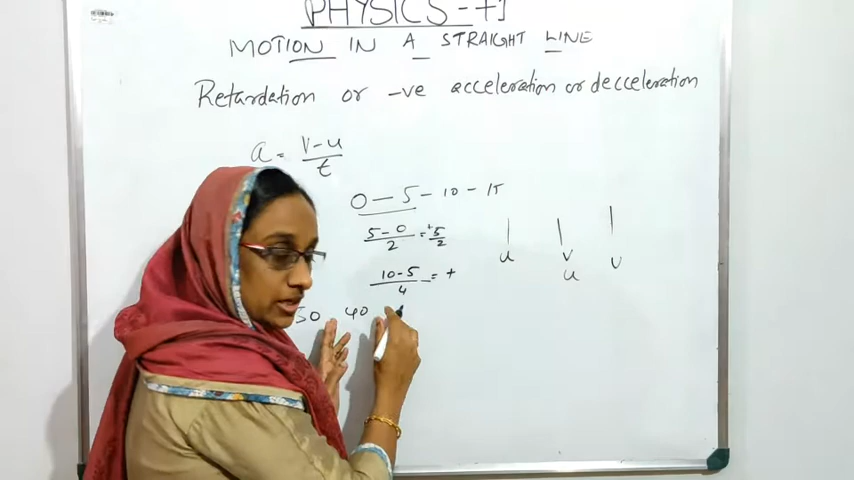 PHYSICS - +1
MOTION IN A STRAIGHT LINE
Retardation or -ve acceleration or decceleration
a = v-u/t
0 - 5 - 10 - 15
5-0/2 = +5/2
10-5/4 = +
u v v
u
50 40